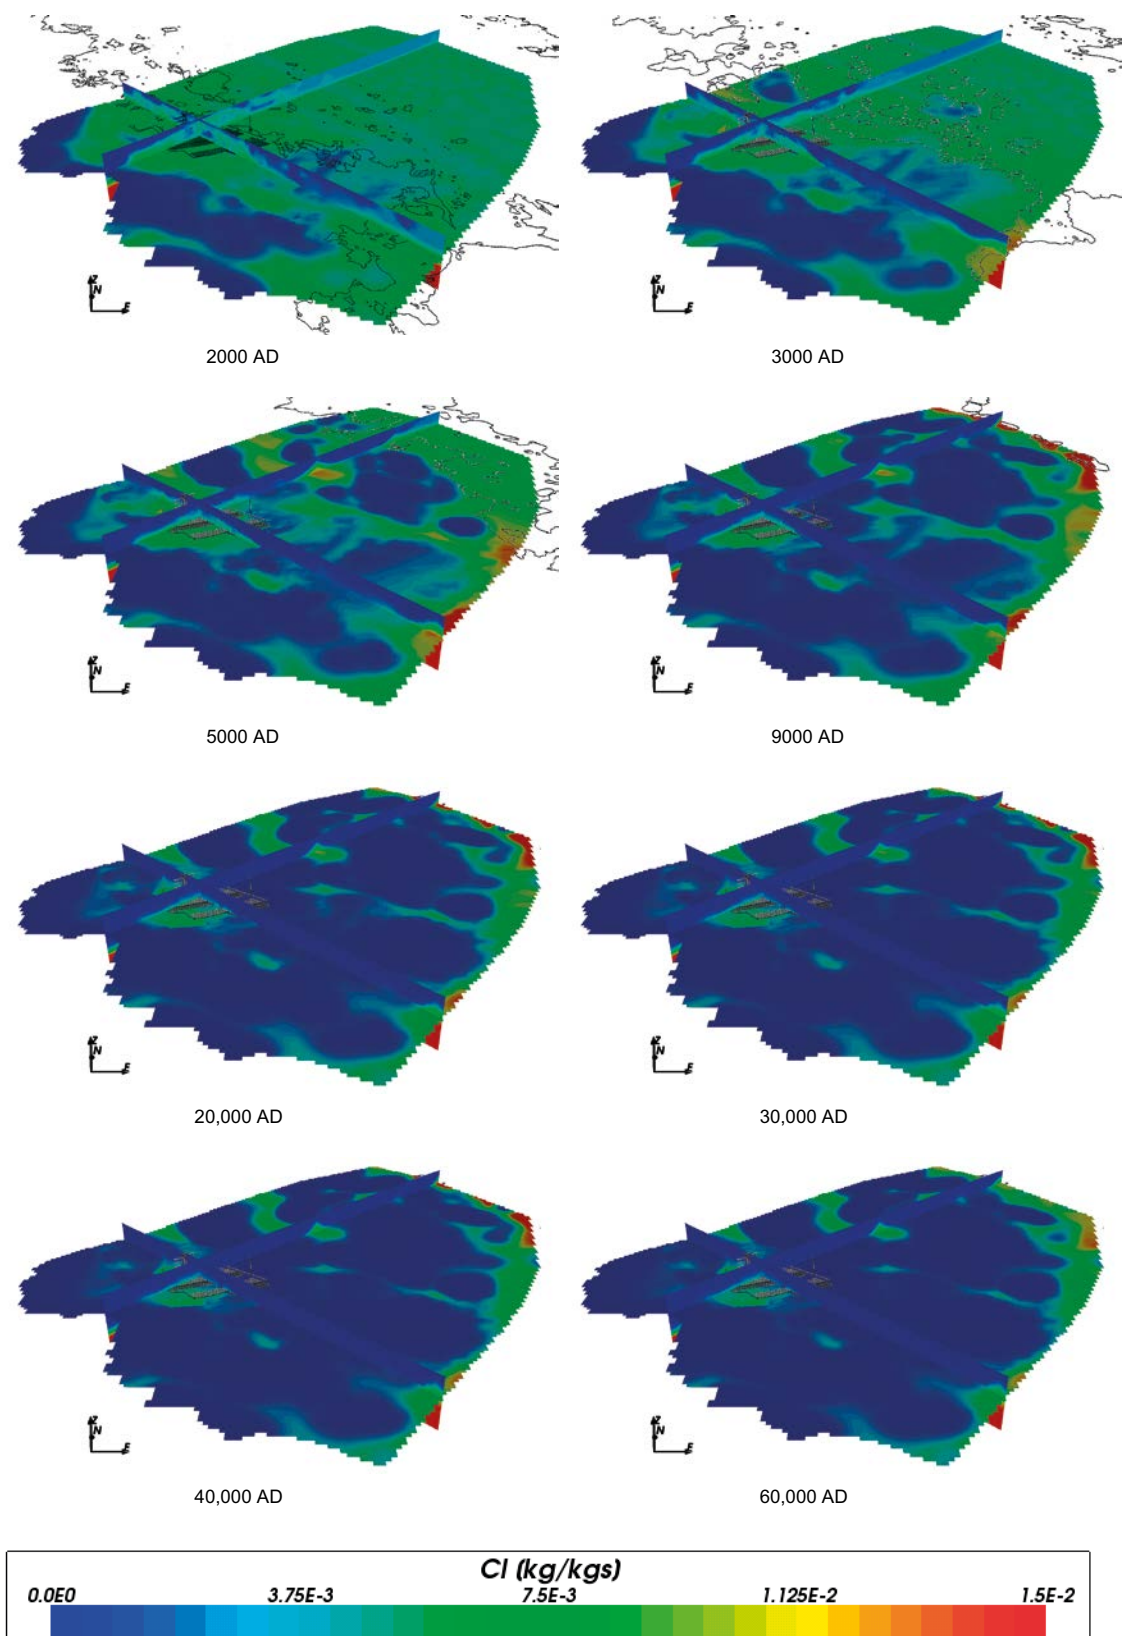 Z
N
E
Z
N
E
2000 AD
3000 AD
Z
N
E
Z
N
E
5000 AD
9000 AD
Z
N
E
Z
N
E
20,000 AD
30,000 AD
Z
N
E
Z
N
E
40,000 AD
60,000 AD
Cl (kg/kgs)
0.0E0 3.75E-3 7.5E-3 1.125E-2 1.5E-2